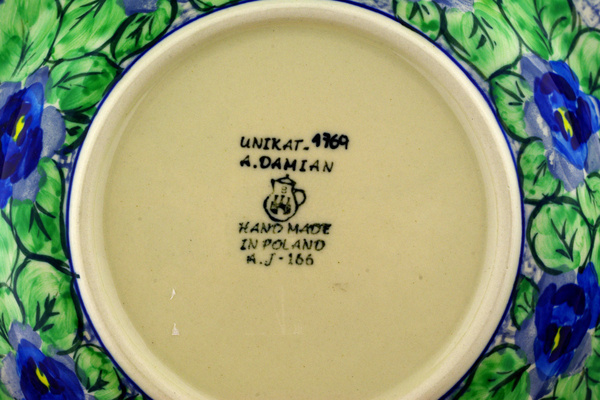 UNIKAT-4769
A.DAMIAN
HAND MADE
IN POLAND
A.J-166